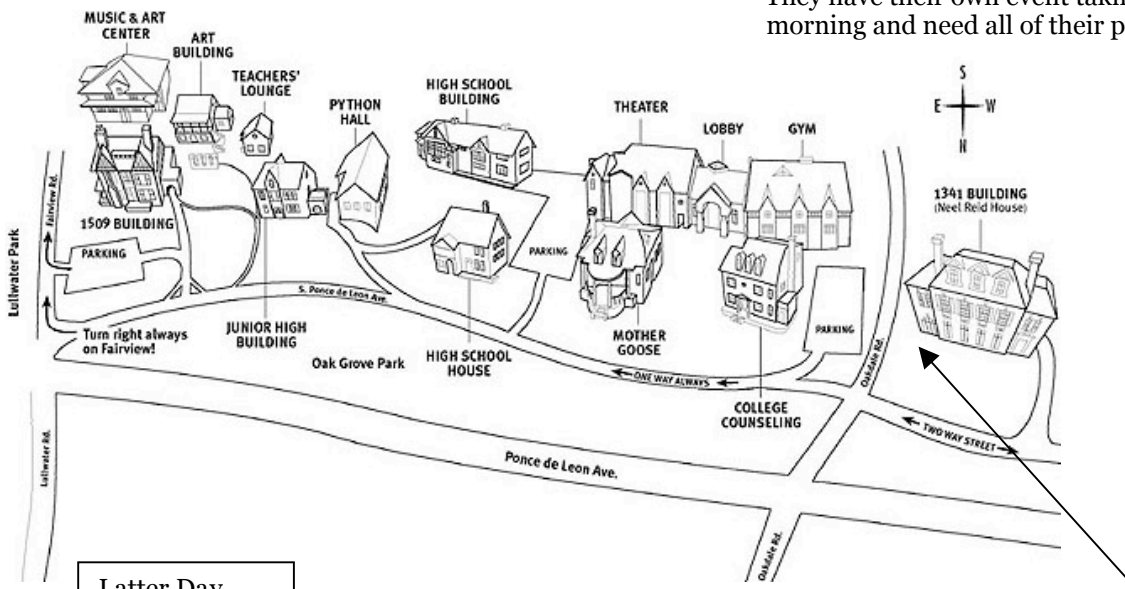 They have their own event taki
morning and need all of their p
MUSIC & ART
CENTER
ART
BUILDING
TEACHERS'
LOUNGE
PYTHON
HALL
HIGH SCHOOL
BUILDING
THEATER
LOBBY
GYM
S
E
W
N
1341 BUILDING
(Neel Reid House)
Fairview Rd.
1509 BUILDING
PARKING
PARKING
Lullwater Park
S. Ponce de Leon Ave.
Turn right always
on Fairview!
JUNIOR HIGH
BUILDING
Oak Grove Park
HIGH SCHOOL
HOUSE
MOTHER
GOOSE
PARKING
Oakdale Rd.
ONE WAY ALWAYS
COLLEGE
COUNSELING
TWO WAY STREET
Lullwater Rd.
Ponce de Leon Ave.
Oakdale Rd.
Latter Day